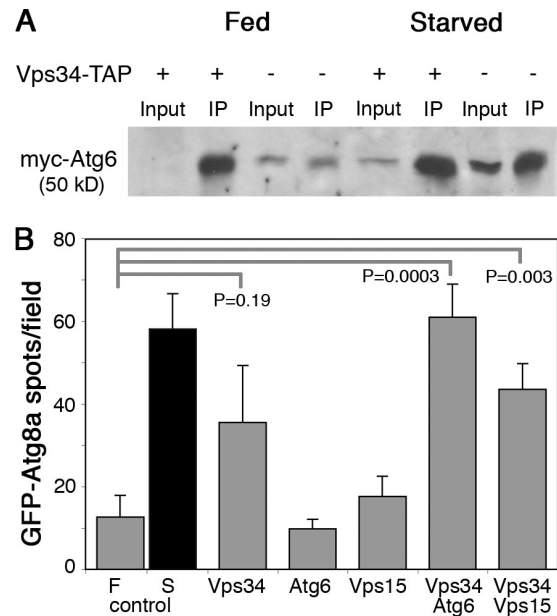 A
Fed Starved
Vps34-TAP + + - - + + - -
Input IP Input IP Input IP Input IP
myc-Atg6
(50 kD)
B
GFP-Atg8a spots/field
80
60
40
20
0
P=0.19
P=0.0003
P=0.003
F S Vps34 Atg6 Vps15 Vps34 Vps34
control Atg6 Vps15